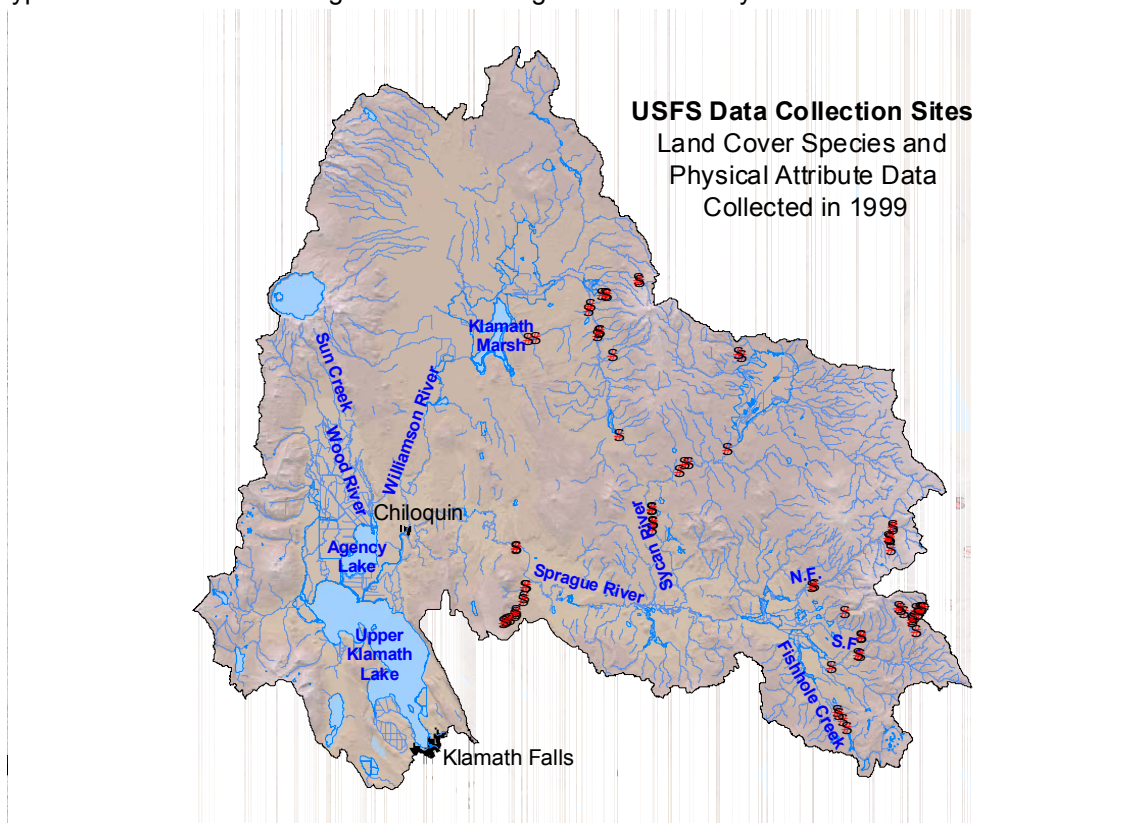 USFS Data Collection Sites
Land Cover Species and
Physical Attribute Data
Collected in 1999
Klamath
Marsh
Sun Creek
Williamson River
Wood River
Chiloquin
Agency
Lake
Sycan River
Sprague River
N.F.
S.F.
Upper
Klamath
Lake
Fishhole Creek
Klamath Falls